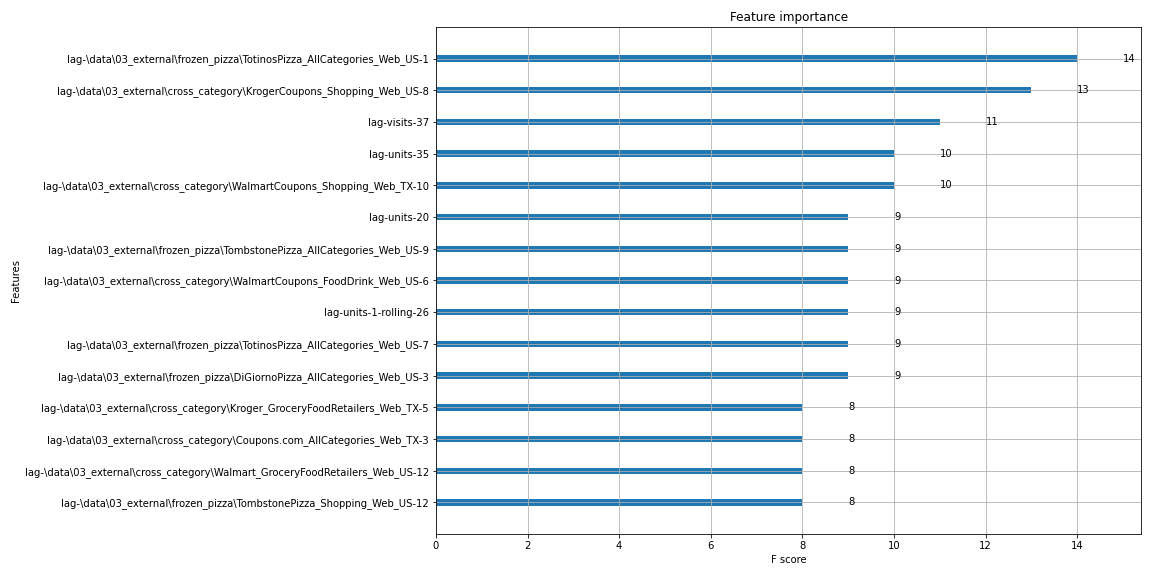 Feature importance
lag-\data\03_external\frozen_pizza\TotinosPizza_AllCategories_Web_US-1 14
lag-\data\03_external\cross_category\KrogerCoupons_Shopping_Web_US-8 13
lag-visits-37 11
lag-units-35 10
lag-\data\03_external\cross_category\WalmartCoupons_Shopping_Web_TX-10 10
lag-units-20 9
lag-\data\03_external\frozen_pizza\TombstonePizza_AllCategories_Web_US-9 9
lag-\data\03_external\cross_category\WalmartCoupons_FoodDrink_Web_US-6 9
lag-units-1-rolling-26 9
lag-\data\03_external\frozen_pizza\TotinosPizza_AllCategories_Web_US-7 9
lag-\data\03_external\frozen_pizza\DiGiornoPizza_AllCategories_Web_US-3 9
lag-\data\03_external\cross_category\Kroger_GroceryFoodRetailers_Web_TX-5 8
lag-\data\03_external\cross_category\Coupons.com_AllCategories_Web_TX-3 8
lag-\data\03_external\cross_category\Walmart_GroceryFoodRetailers_Web_US-12 8
lag-\data\03_external\frozen_pizza\TombstonePizza_Shopping_Web_US-12 8
Features
0 2 4 6 8 10 12 14
F score